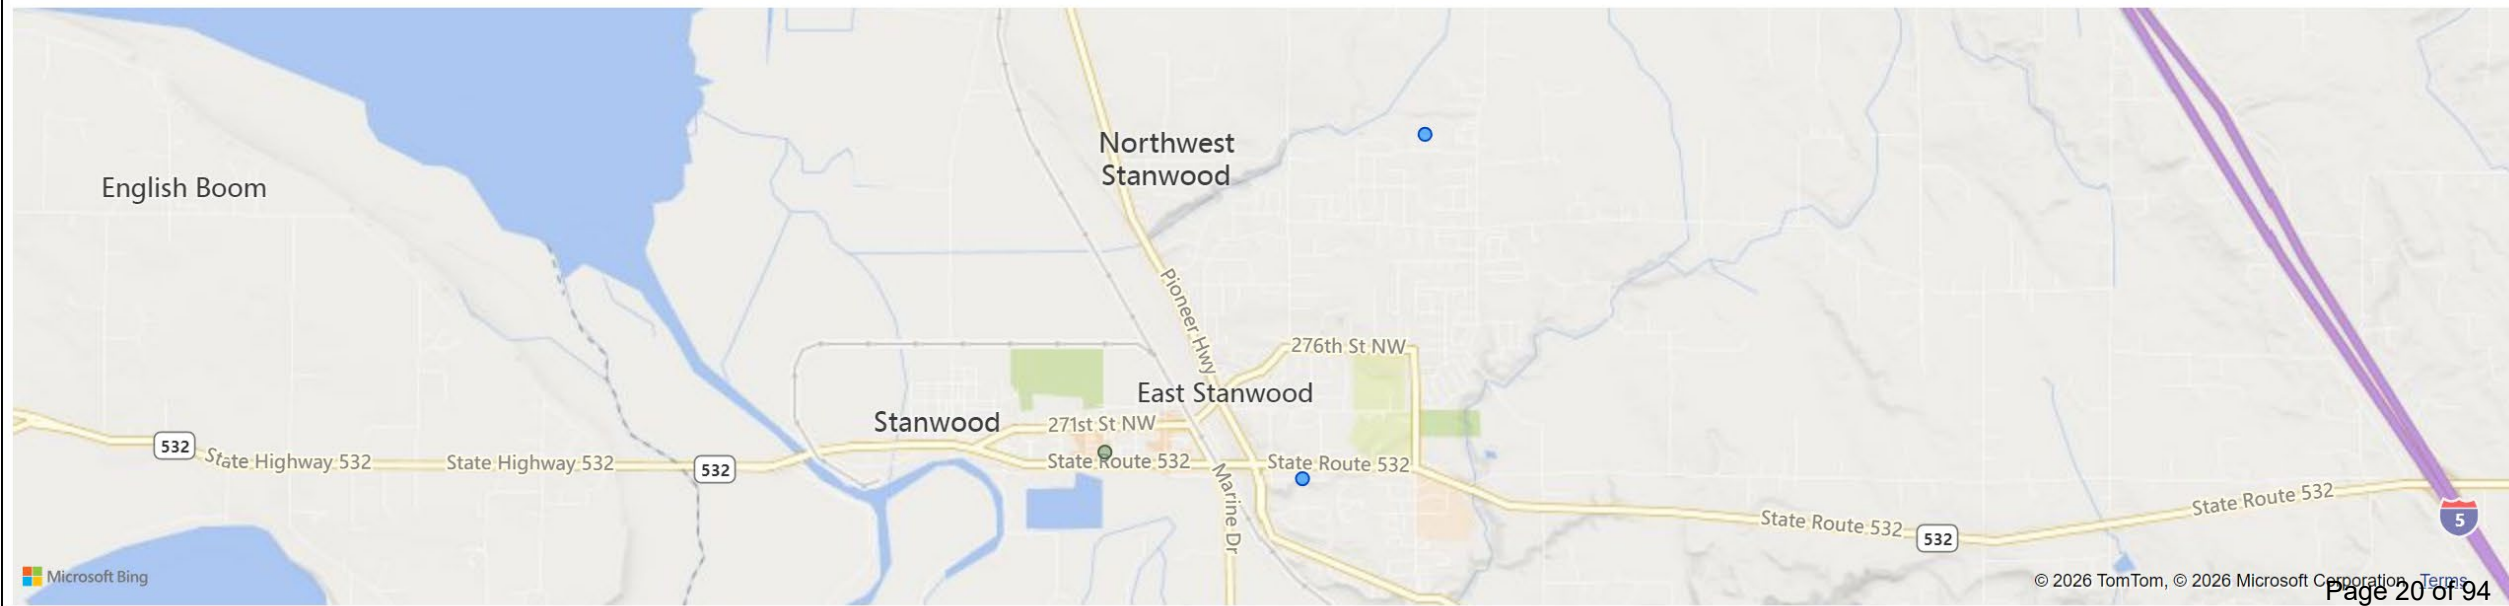 Northwest
Stanwood
English Boom
Pioneer Hwy
276th St NW
East Stanwood
Stanwood
271st St NW
532
State Highway 532
State Highway 532
532
State Route 532
State Route 532
Marine Dr
State Route 532
532
State Route 532
5
Microsoft Bing
© 2026 TomTom, © 2026 Microsoft Corporation, Terms
Page 20 of 94